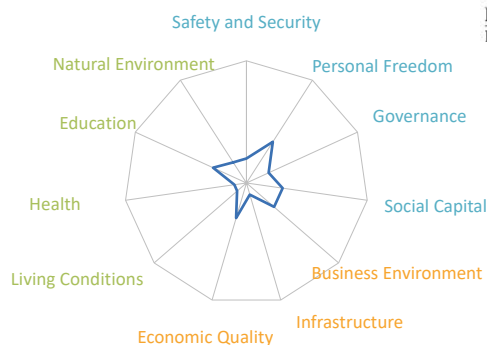 Safety and Security
Natural Environment
Personal Freedom
Education
Governance
Health
Social Capital
Living Conditions
Business Environment
Infrastructure
Economic Quality